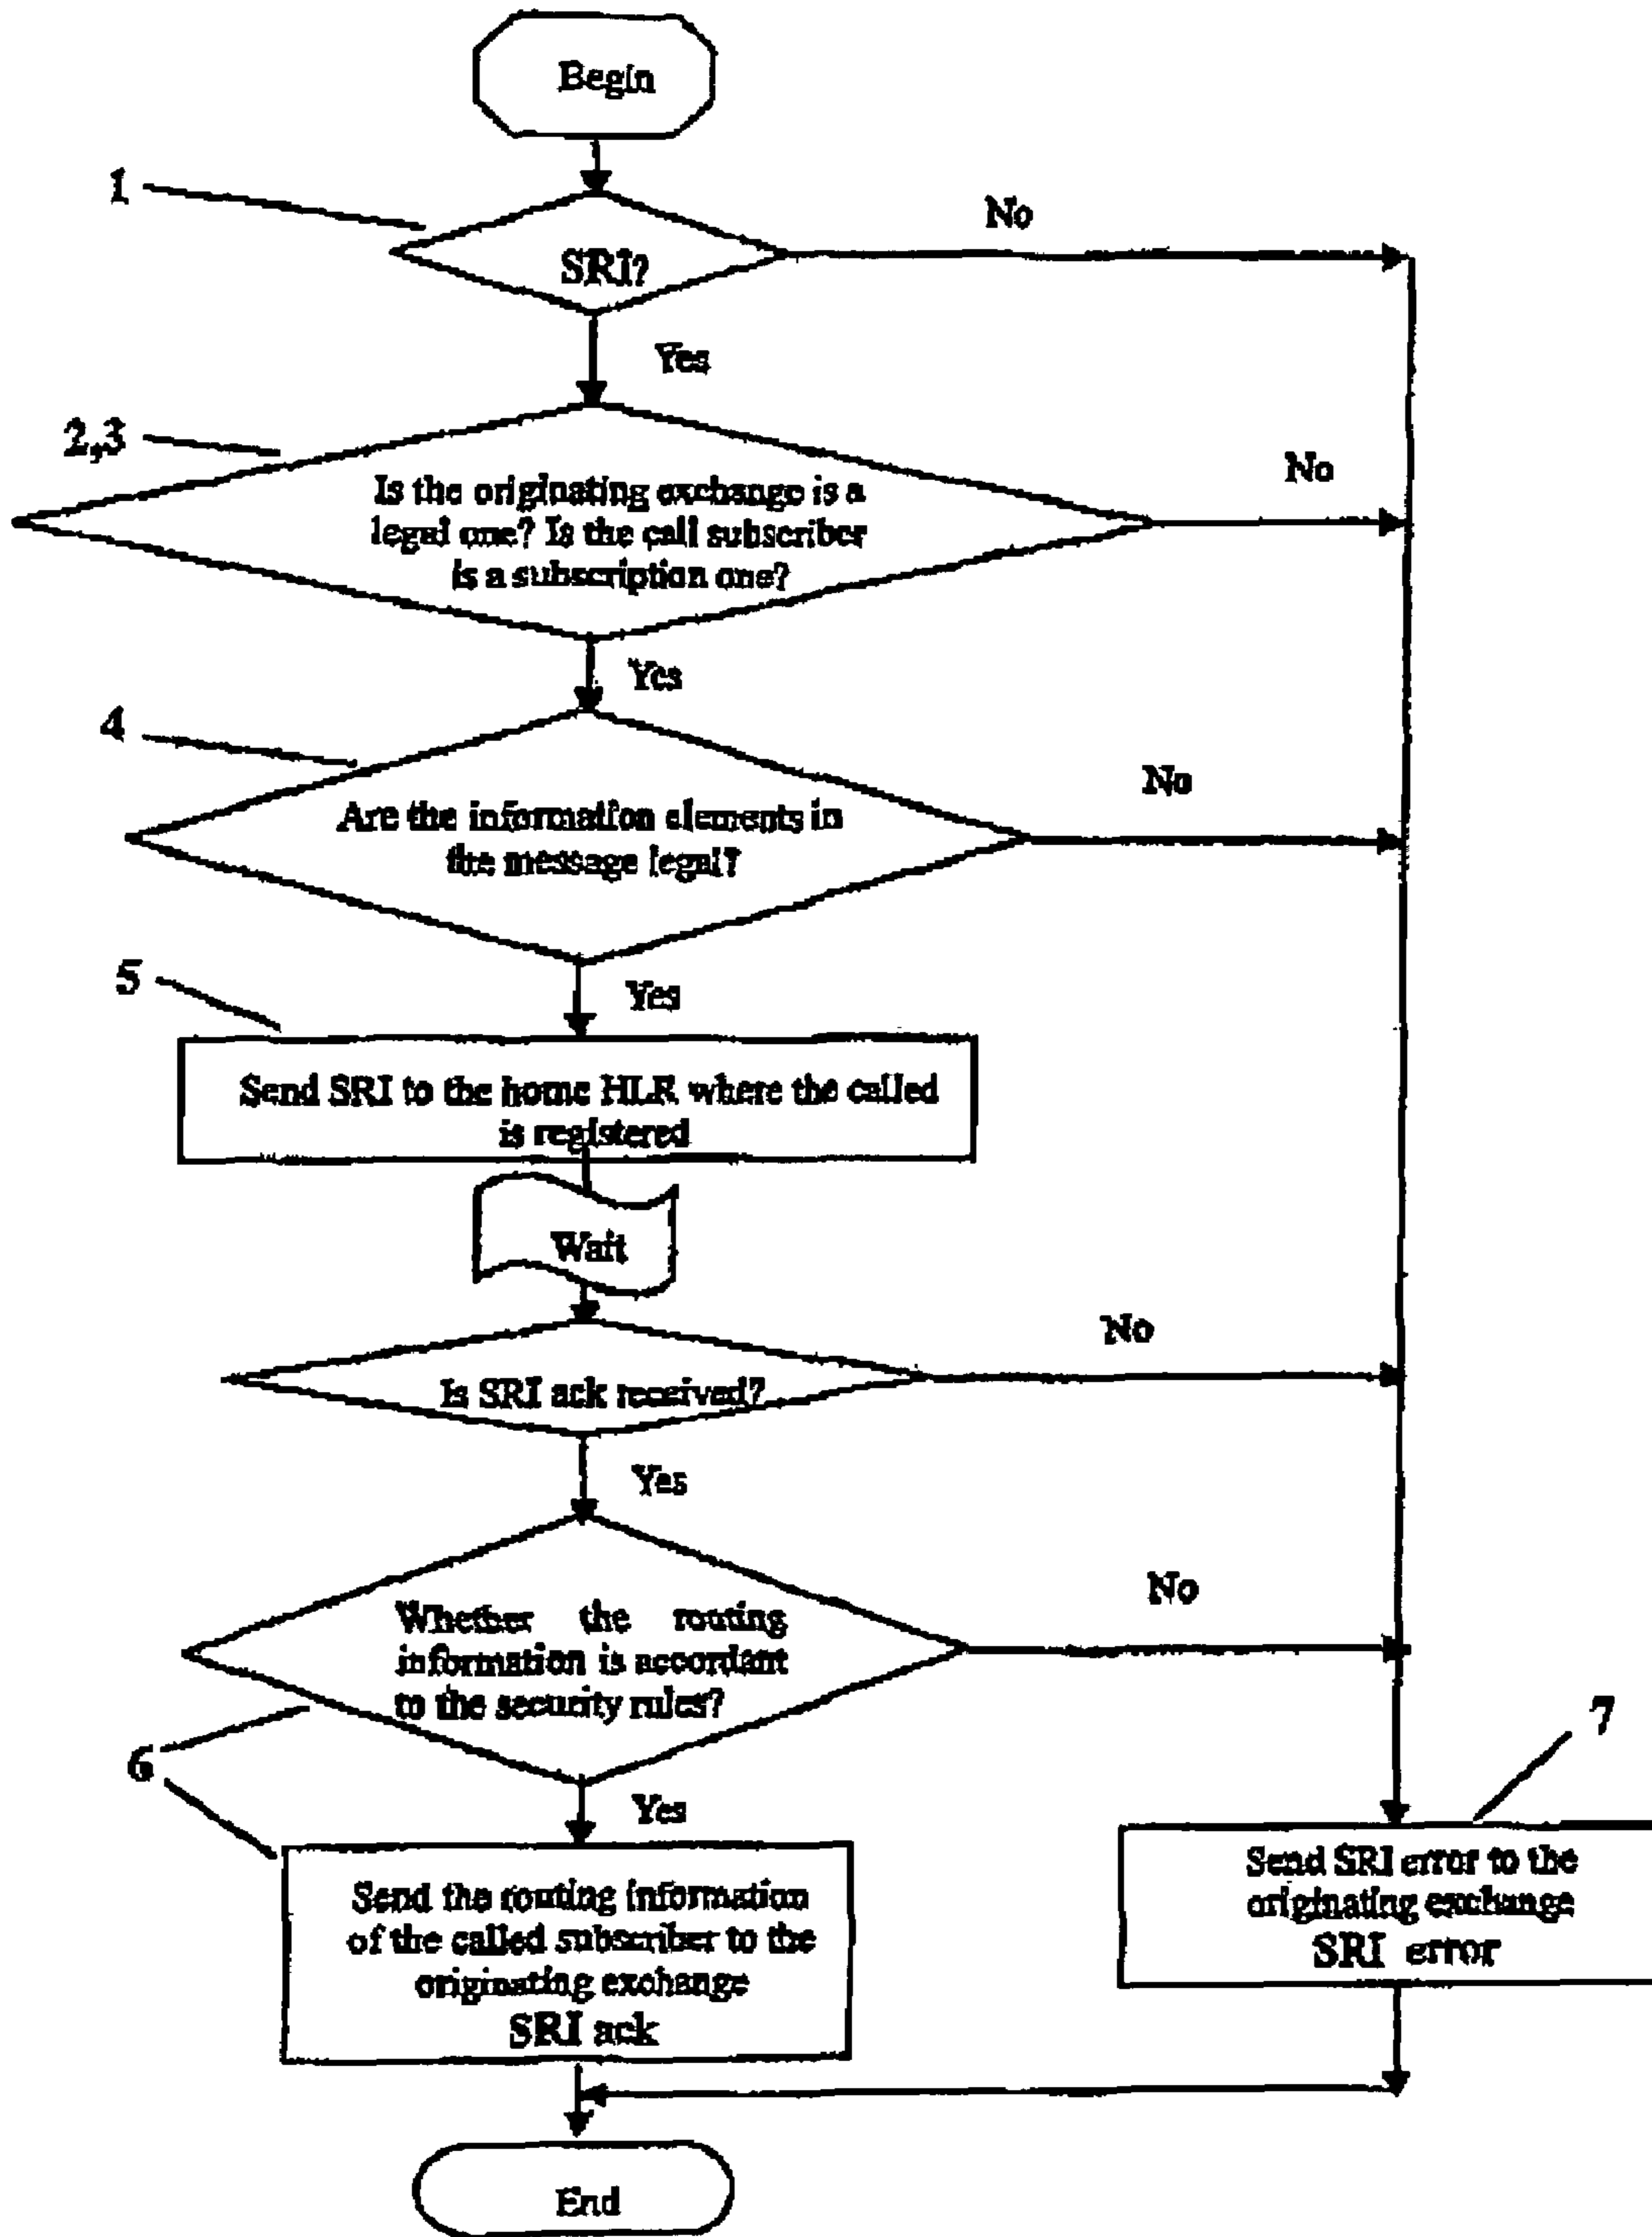 Begin
1
No
SRI?
Yes
2,3
No
Is the originating exchange is a
legal one? Is the call subscriber
is a subscription one?
Yes
4
No
Are the information elements in
the message legal?
5
Yes
Send SRI to the home HLR where the called
is registered
Wait
No
Is SRI ack received?
Yes
No
Whether the routing
information is accordant
to the security rules?
6
7
Yes
Send the routing information
of the called subscriber to the
originating exchange
SRI ack
Send SRI error to the
originating exchange
SRI error
End